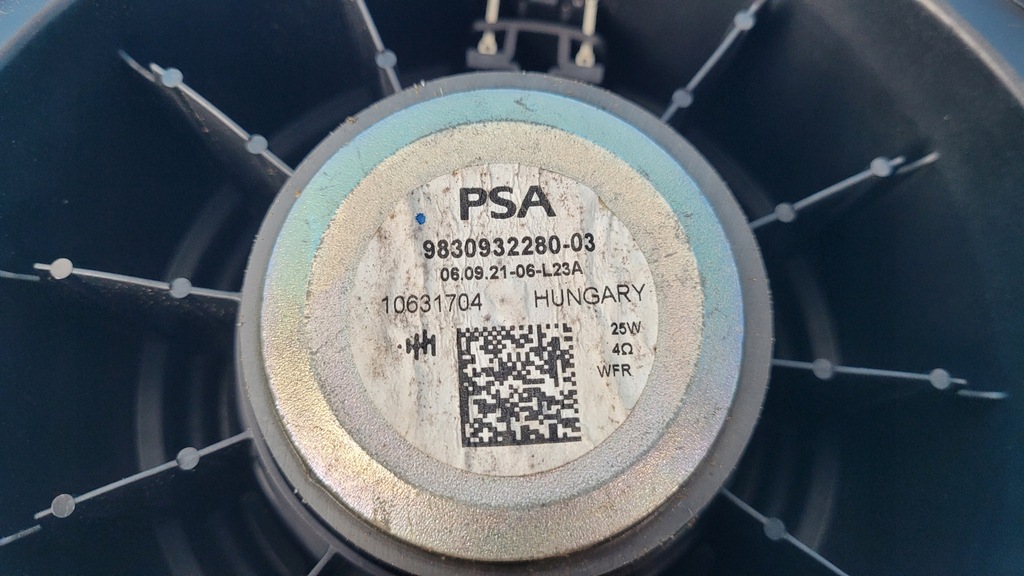 PSA
9830932280-03
06.09.21-06-L23A
10631704 HUNGARY
25W
4Ω
WFR